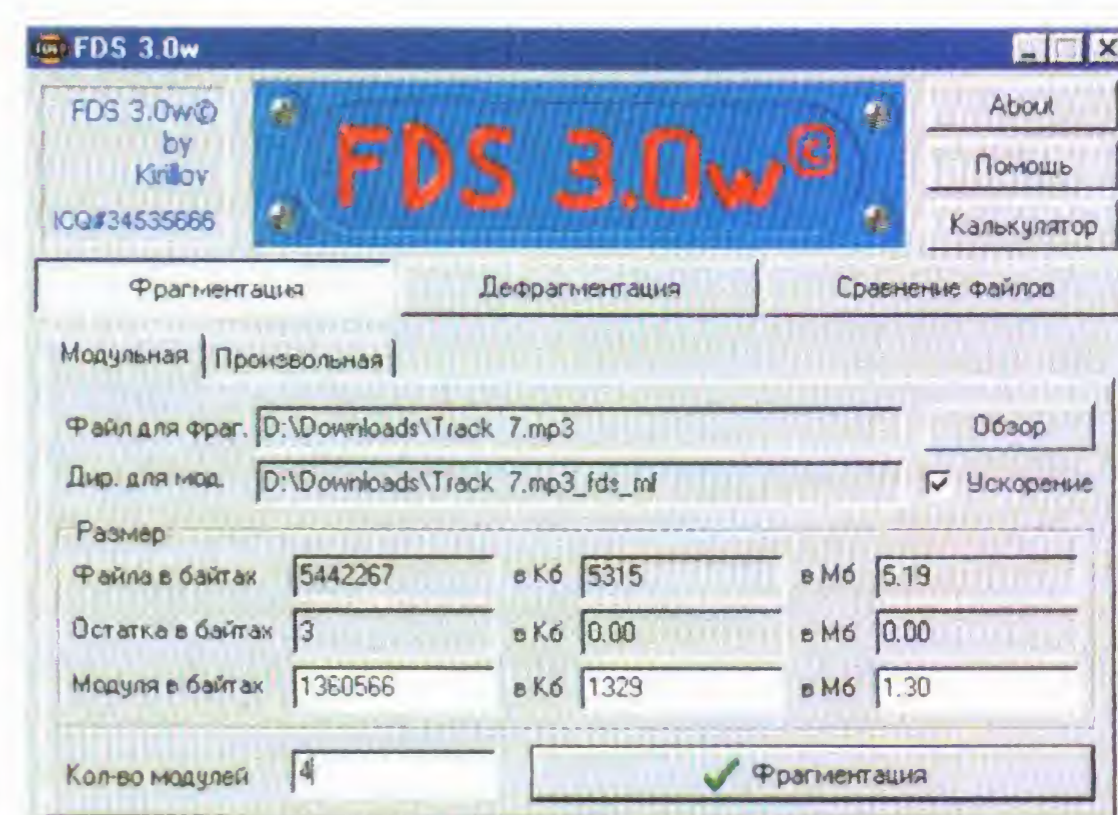 FDS 3.0w
FDS 3.0w©
by
Kirillov
ICQ#34535666
FDS 3.0w©
About
Помощь
Калькулятор
Фрагментация
Дефрагментация
Сравнение файлов
Модульная
Произвольная
Файл для фраг. D:\Downloads\Track 7.mp3
Обзор
Дир. для мод. D:\Downloads\Track 7.mp3_fds_mf
Ускорение
Размер
Файла в байтах 5442267 в Кб 5315 в Мб 5.19
Остатка в байтах 3 в Кб 0.00 в Мб 0.00
Модуля в байтах 1360566 в Кб 1329 в Мб 1.30
Кол-во модулей 4
Фрагментация